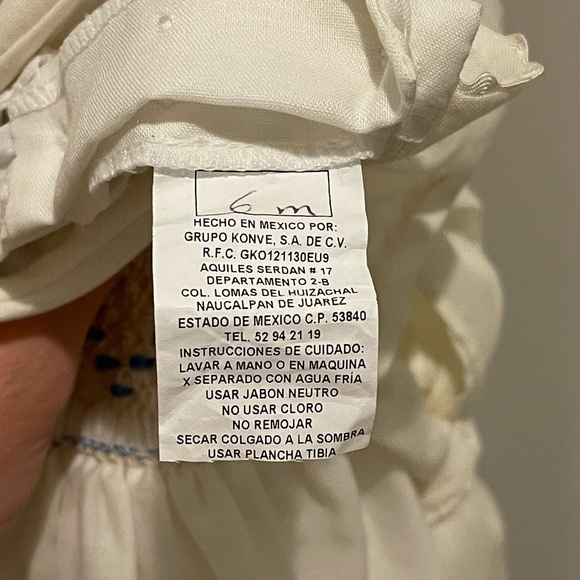 6 m
HECHO EN MEXICO POR:
GRUPO KONVE, S.A. DE C.V.
R.F.C. GKO121130EU9
AQUILES SERDAN # 17
DEPARTAMENTO 2-B
COL. LOMAS DEL HUIZACHAL
NAUCALPAN DE JUAREZ
ESTADO DE MEXICO C.P. 53840
TEL. 52 94 21 19
INSTRUCCIONES DE CUIDADO:
LAVAR A MANO O EN MAQUINA
X SEPARADO CON AGUA FRÍA
USAR JABON NEUTRO
NO USAR CLORO
NO REMOJAR
SECAR COLGADO A LA SOMBRA
USAR PLANCHA TIBIA